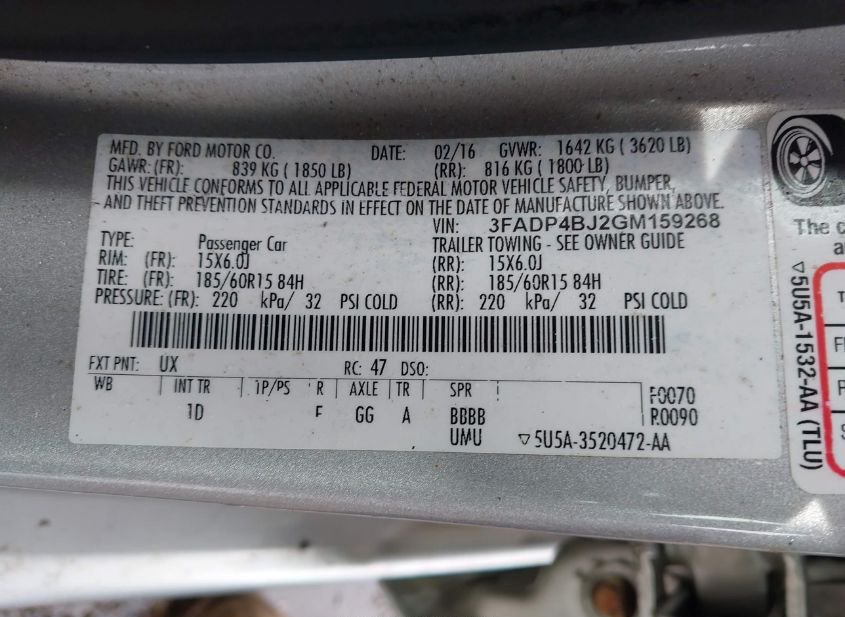 MFD. BY FORD MOTOR CO. DATE: 02/16 GVWR: 1642 KG ( 3620 LB)
GAWR: (FR): 839 KG ( 1850 LB) (RR): 816 KG ( 1800 LB)
THIS VEHICLE CONFORMS TO ALL APPLICABLE FEDERAL MOTOR VEHICLE SAFETY, BUMPER,
AND THEFT PREVENTION STANDARDS IN EFFECT ON THE DATE OF MANUFACTURE SHOWN ABOVE.
VIN: 3FADP4BJ2GM159268
TYPE: Passenger Car TRAILER TOWING - SEE OWNER GUIDE
RIM: (FR): 15X6.0J (RR): 15X6.0J
TIRE: (FR): 185/60R15 84H (RR): 185/60R15 84H
PRESSURE: (FR): 220 kPa/ 32 PSI COLD (RR): 220 kPa/ 32 PSI COLD
EXT PNT: UX RC: 47 DSO:
WB INT TR TP/PS R AXLE TR SPR F0070
1D F GG A BBBB R0090
UMU ▽5U5A-3520472-AA
The c
a
▽5U5A-1532-AA (TLU)